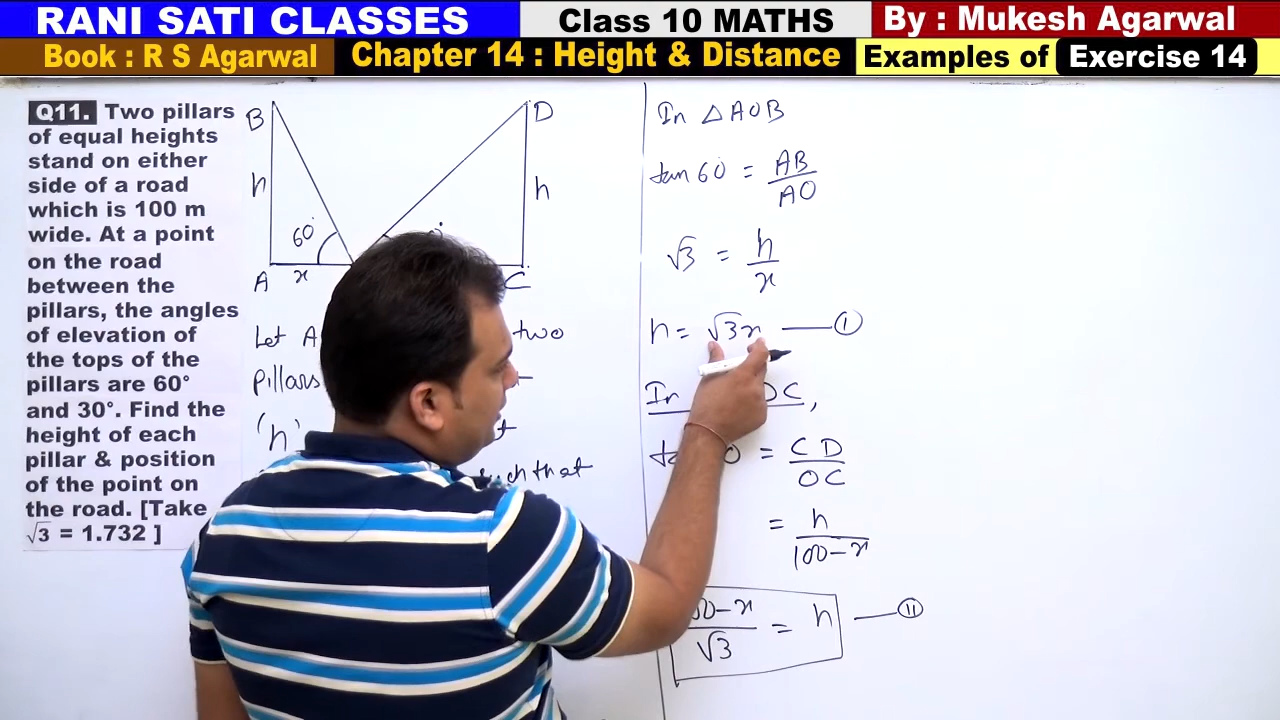 RANI SATI CLASSES
Class 10 MATHS
By : Mukesh Agarwal
Book : R S Agarwal
Chapter 14 : Height & Distance
Examples of Exercise 14
Q11. Two pillars
of equal heights
stand on either
side of a road
which is 100 m
wide. At a point
on the road
between the
pillars, the angles
of elevation of
the tops of the
pillars are 60°
and 30°. Find the
height of each
pillar & position
of the point on
the road. [Take
√3 = 1.732 ]
B
D
h
h
60°
A
x
C
Let A
two
Pillars
'h'
such that
In △AOB
tan 60° = AB/AO
√3 = h/x
h = √3x —— I
In OC,
= CD/OC
= h/100-x
-x/√3 = h —— II